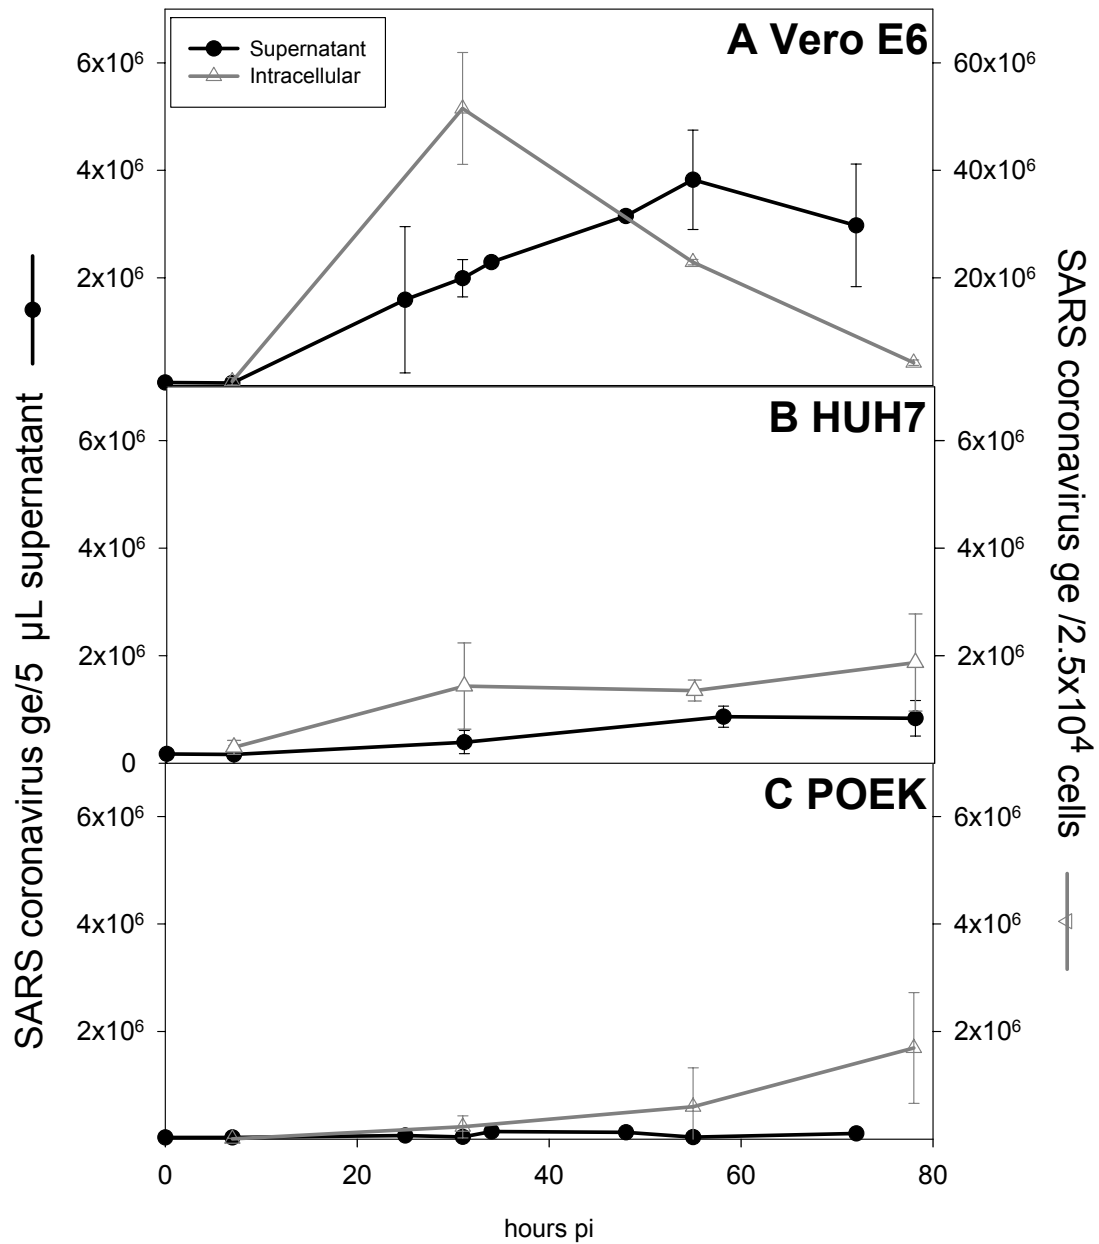 A Vero E6
Supernatant
Intracellular
6x10⁶
4x10⁶
2x10⁶
60x10⁶
40x10⁶
20x10⁶
B HUH7
6x10⁶
4x10⁶
2x10⁶
0
6x10⁶
4x10⁶
2x10⁶
C POEK
6x10⁶
4x10⁶
2x10⁶
6x10⁶
4x10⁶
2x10⁶
0 20 40 60 80
hours pi
SARS coronavirus ge/5 µL supernatant
SARS coronavirus ge /2.5x10⁴ cells